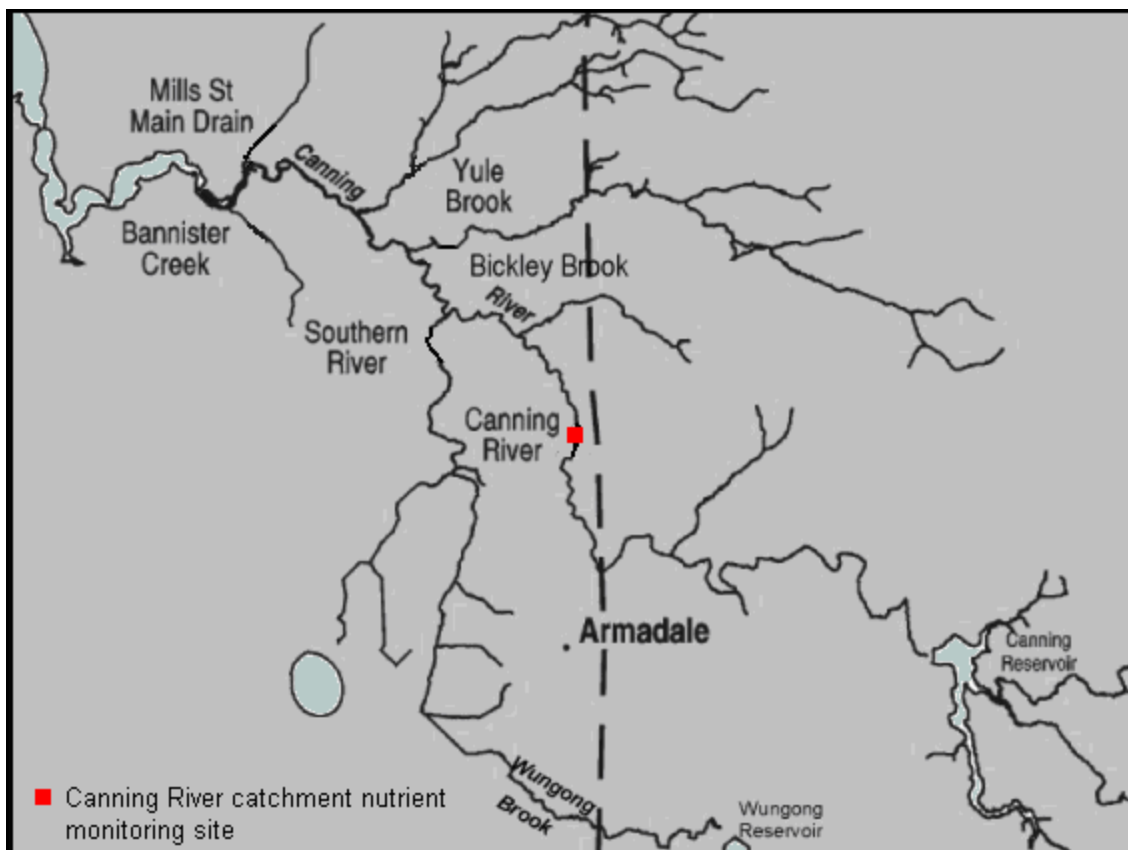 Mills St
Main Drain
Canning
Yule
Brook
Bannister
Creek
Bickley Brook
River
Southern
River
Canning
River
Armadale
Canning
Reservoir
Wungong
Brook
Wungong
Reservoir
Canning River catchment nutrient
monitoring site